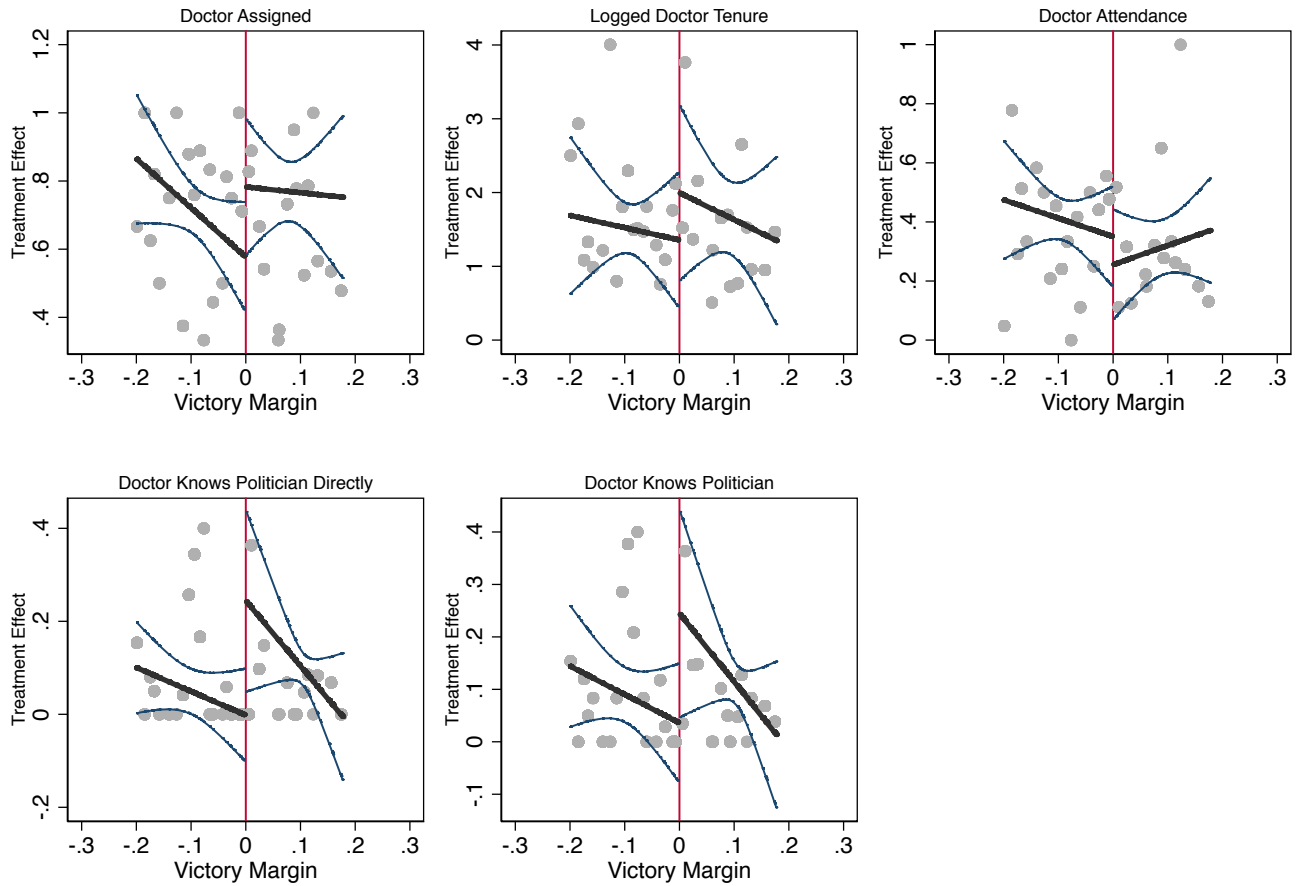 Doctor Assigned
Treatment Effect
1.2
1
.8
.6
.4
-.3 -.2 -.1 0 .1 .2 .3
Victory Margin
Logged Doctor Tenure
Treatment Effect
4
3
2
1
0
-.3 -.2 -.1 0 .1 .2 .3
Victory Margin
Doctor Attendance
Treatment Effect
1
.8
.6
.4
.2
0
-.3 -.2 -.1 0 .1 .2 .3
Victory Margin
Doctor Knows Politician Directly
Treatment Effect
.4
.2
0
-.2
-.3 -.2 -.1 0 .1 .2 .3
Victory Margin
Doctor Knows Politician
Treatment Effect
.4
.3
.2
.1
0
-.1
-.3 -.2 -.1 0 .1 .2 .3
Victory Margin